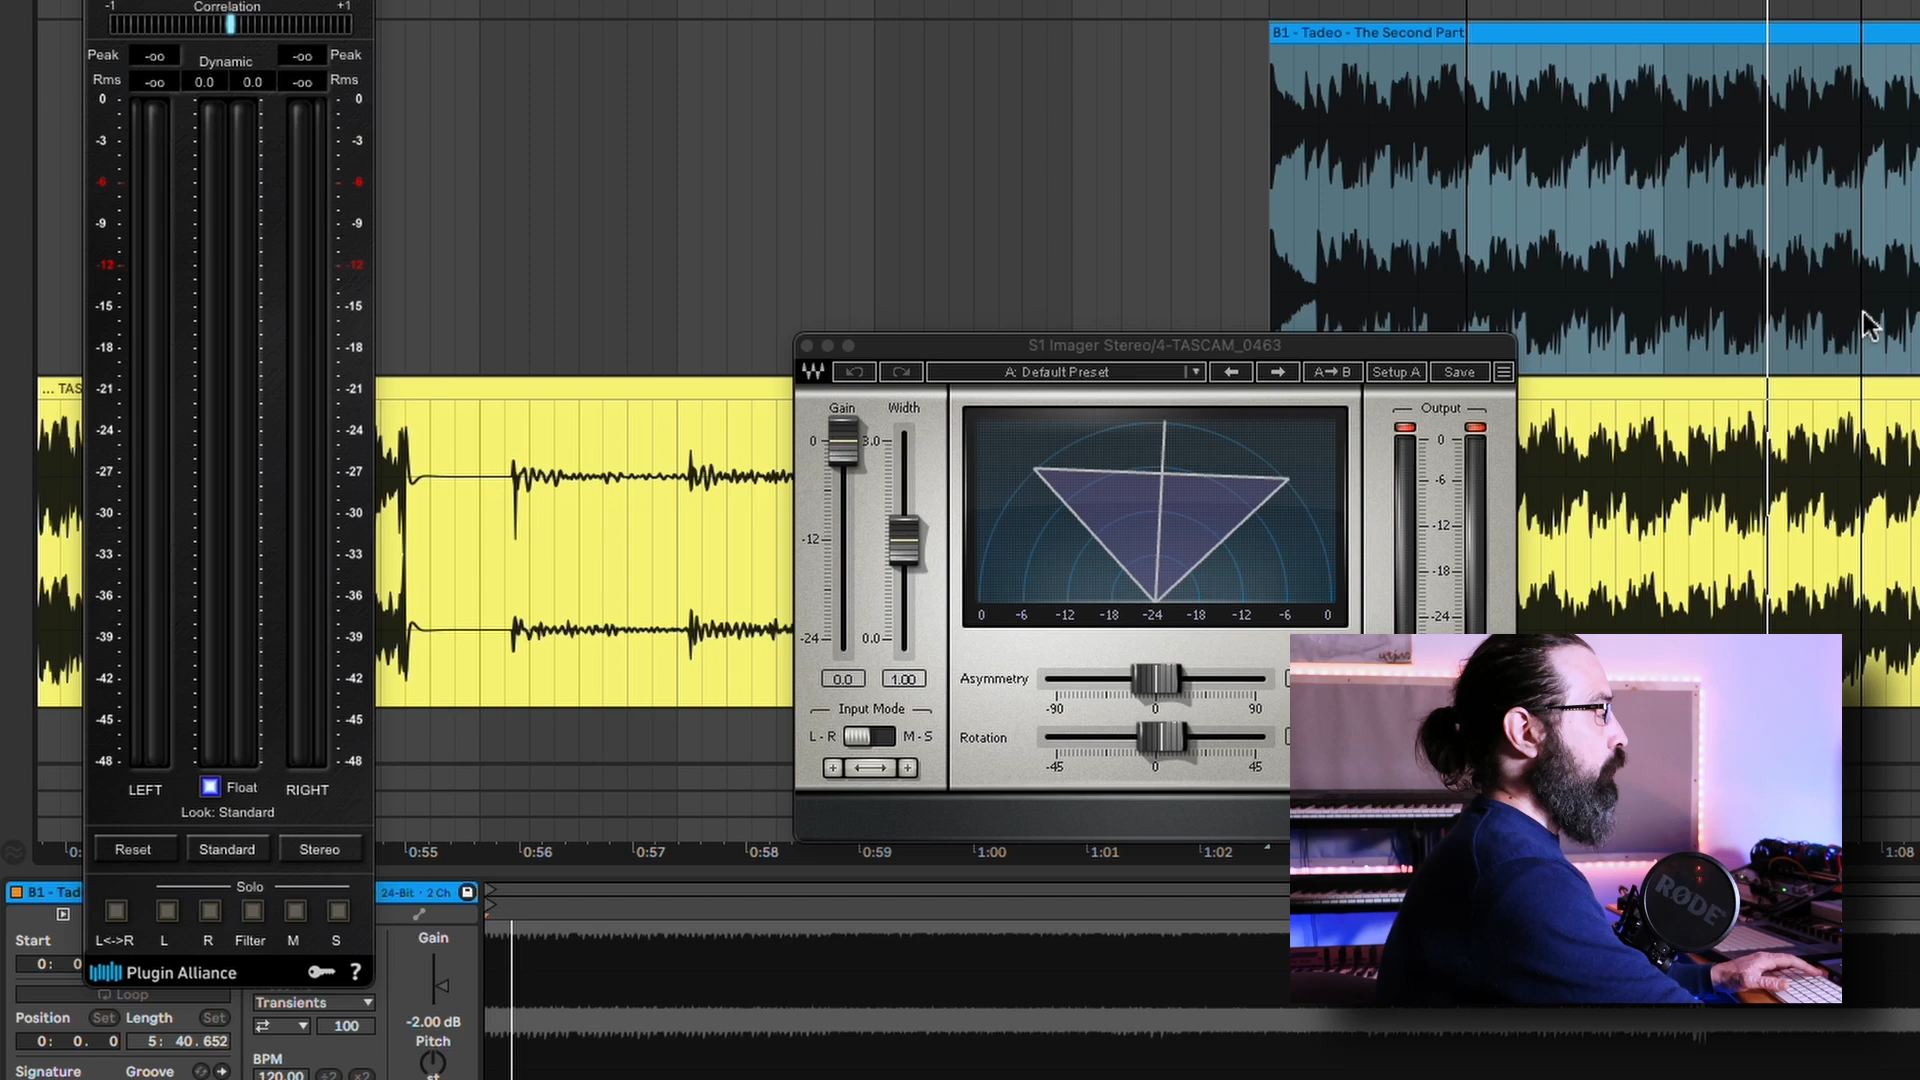 -1 Correlation +1
Peak -oo Dynamic -oo Peak
Rms -oo 0.0 0.0 -oo Rms
0 0
-3 -3
-6 -6
-9 -9
-12 -12
-15 -15
-18 -18
-21 -21
-24 -24
-27 -27
-30 -30
-33 -33
-36 -36
-39 -39
-42 -42
-45 -45
-48 -48
LEFT Float RIGHT
Look: Standard
Reset Standard Stereo
Solo
L<->R L R Filter M S
Plugin Alliance ?
B1 - Tadeo - The Second Part
... TAS
S1 Imager Stereo/4-TASCAM_0463
A: Default Preset A→B Setup A Save
Gain Width
0 3.0
-12
-24 0.0
0.0 1.00
Input Mode
L - R M - S
0 -6 -12 -18 -24 -18 -12 -6 0
Output
0
-6
-12
-18
-24
Asymmetry
-90 0 90
Rotation
-45 0 45
RØDE
0: 0:55 0:56 0:57 0:58 0:59 1:00 1:01 1:02 1:08
B1 - Tad 24-Bit · 2 Ch
Start
0: 0
Loop
Position Set Length Set
0: 0. 0 5: 40. 652
Signature Groove
Transients
100
BPM
120.00 ÷2 ×2
Gain
-2.00 dB
Pitch
st